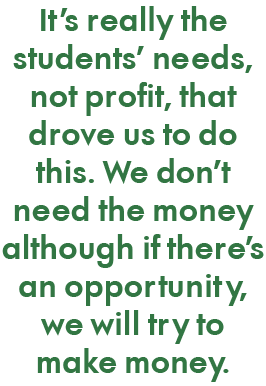 It’s really the
students’ needs,
not profit, that
drove us to do
this. We don’t
need the money
although if there’s
an opportunity,
we will try to
make money.